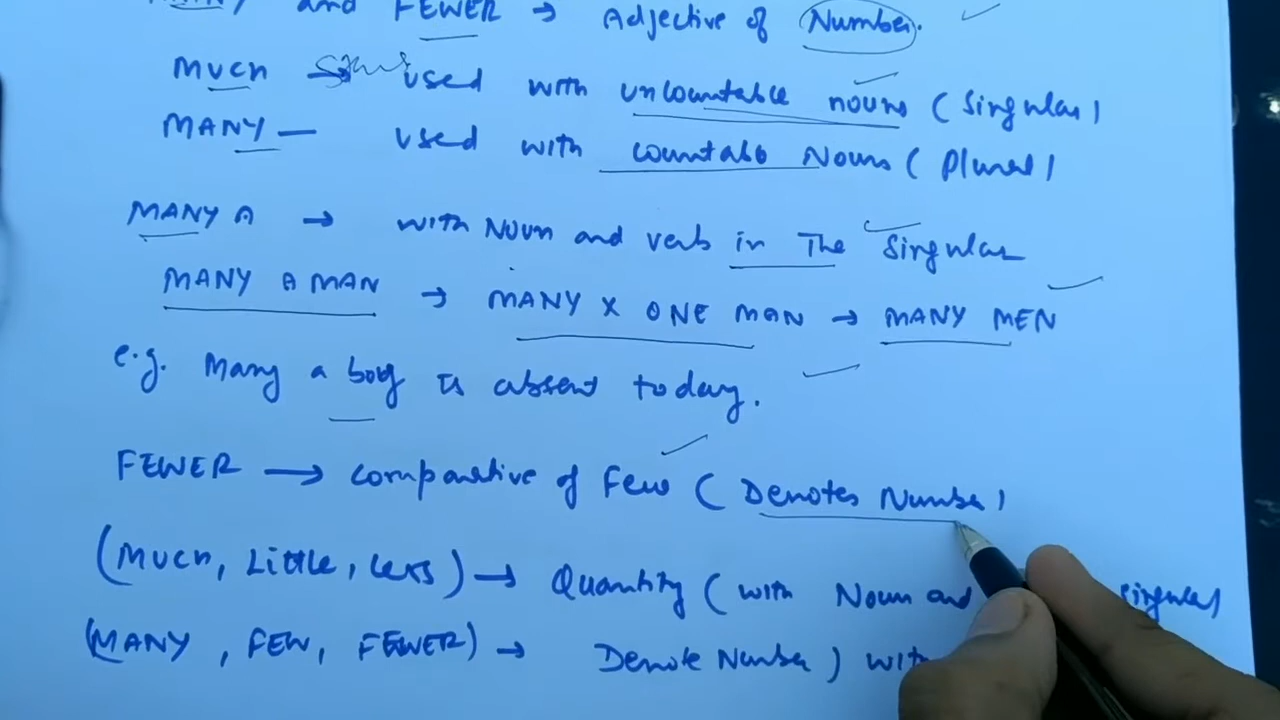 MANY and FEWER → Adjective of Number.
MUCH → used with uncountable nouns (Singular)
MANY — used with countable Nouns (Plural)
MANY A → with Noun and verb in The Singular
MANY A MAN → MANY X ONE MAN → MANY MEN
e.g. Many a boy is absent today.
FEWER → comparative of Few (Denotes Number)
(Much, Little, Less) → Quantity (with Noun and singular
(MANY, FEW, FEWER) → Denote Number) with